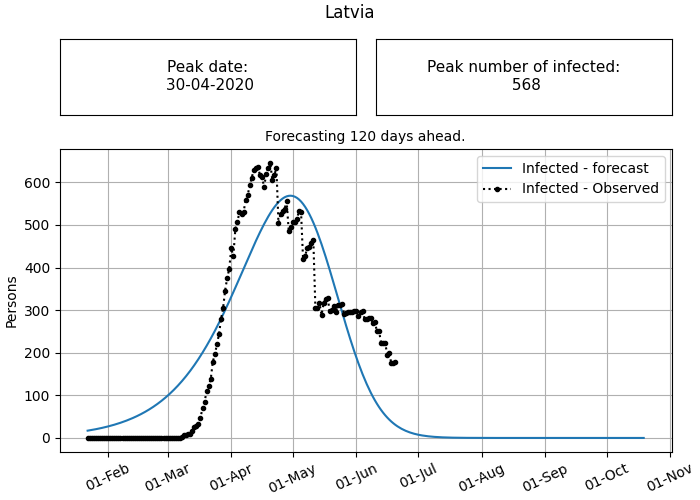 Latvia
Peak date:
30-04-2020
Peak number of infected:
568
Forecasting 120 days ahead.
Infected - forecast
Infected - Observed
Persons
600
500
400
300
200
100
0
01-Feb
01-Mar
01-Apr
01-May
01-Jun
01-Jul
01-Aug
01-Sep
01-Oct
01-Nov